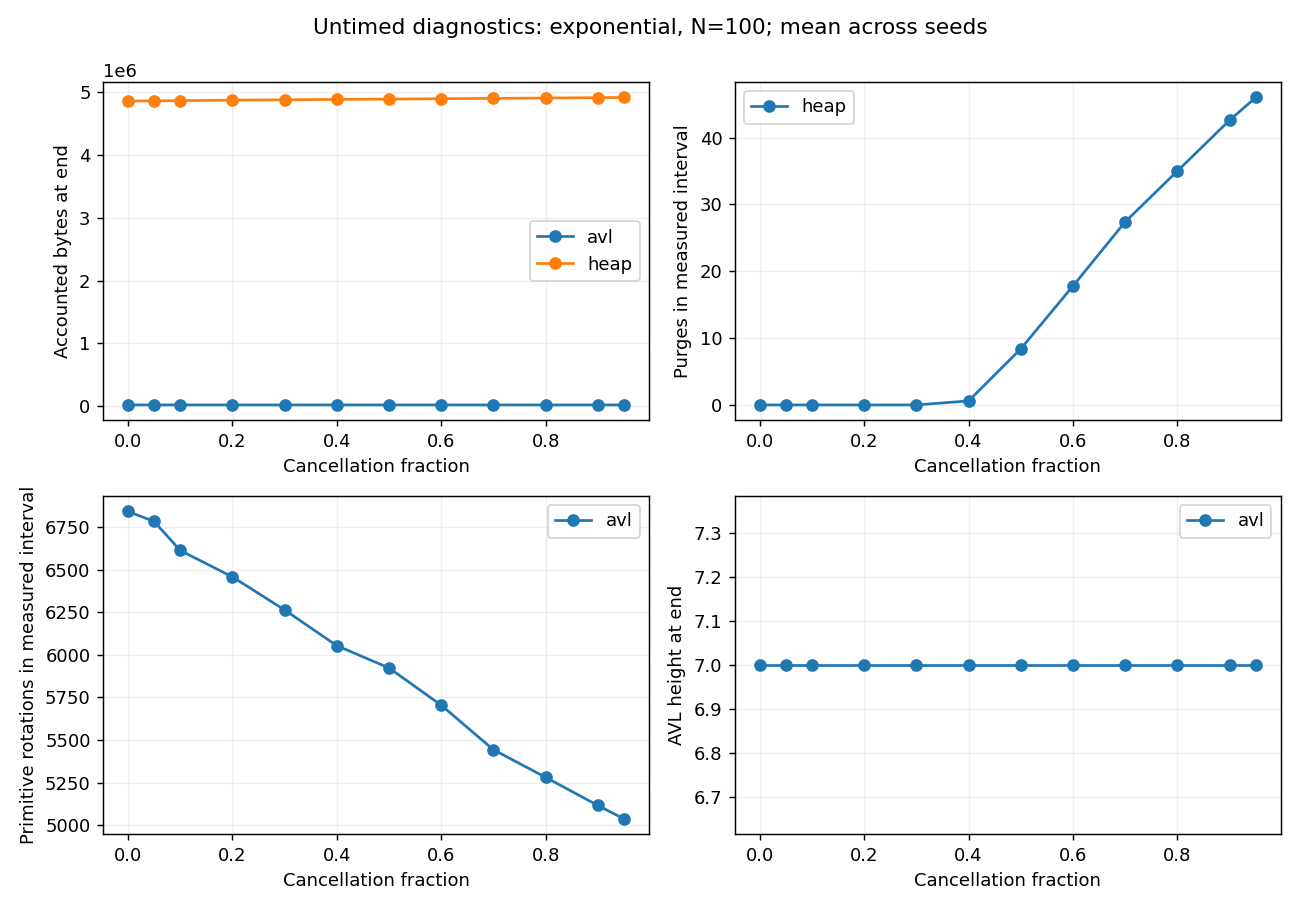 Untimed diagnostics: exponential, N=100; mean across seeds
1e6
5
4
3
2
1
0
Accounted bytes at end
avl
heap
0.0 0.2 0.4 0.6 0.8
Cancellation fraction
heap
40
30
20
10
0
Purges in measured interval
0.0 0.2 0.4 0.6 0.8
Cancellation fraction
avl
6750
6500
6250
6000
5750
5500
5250
5000
Primitive rotations in measured interval
0.0 0.2 0.4 0.6 0.8
Cancellation fraction
avl
7.3
7.2
7.1
7.0
6.9
6.8
6.7
AVL height at end
0.0 0.2 0.4 0.6 0.8
Cancellation fraction